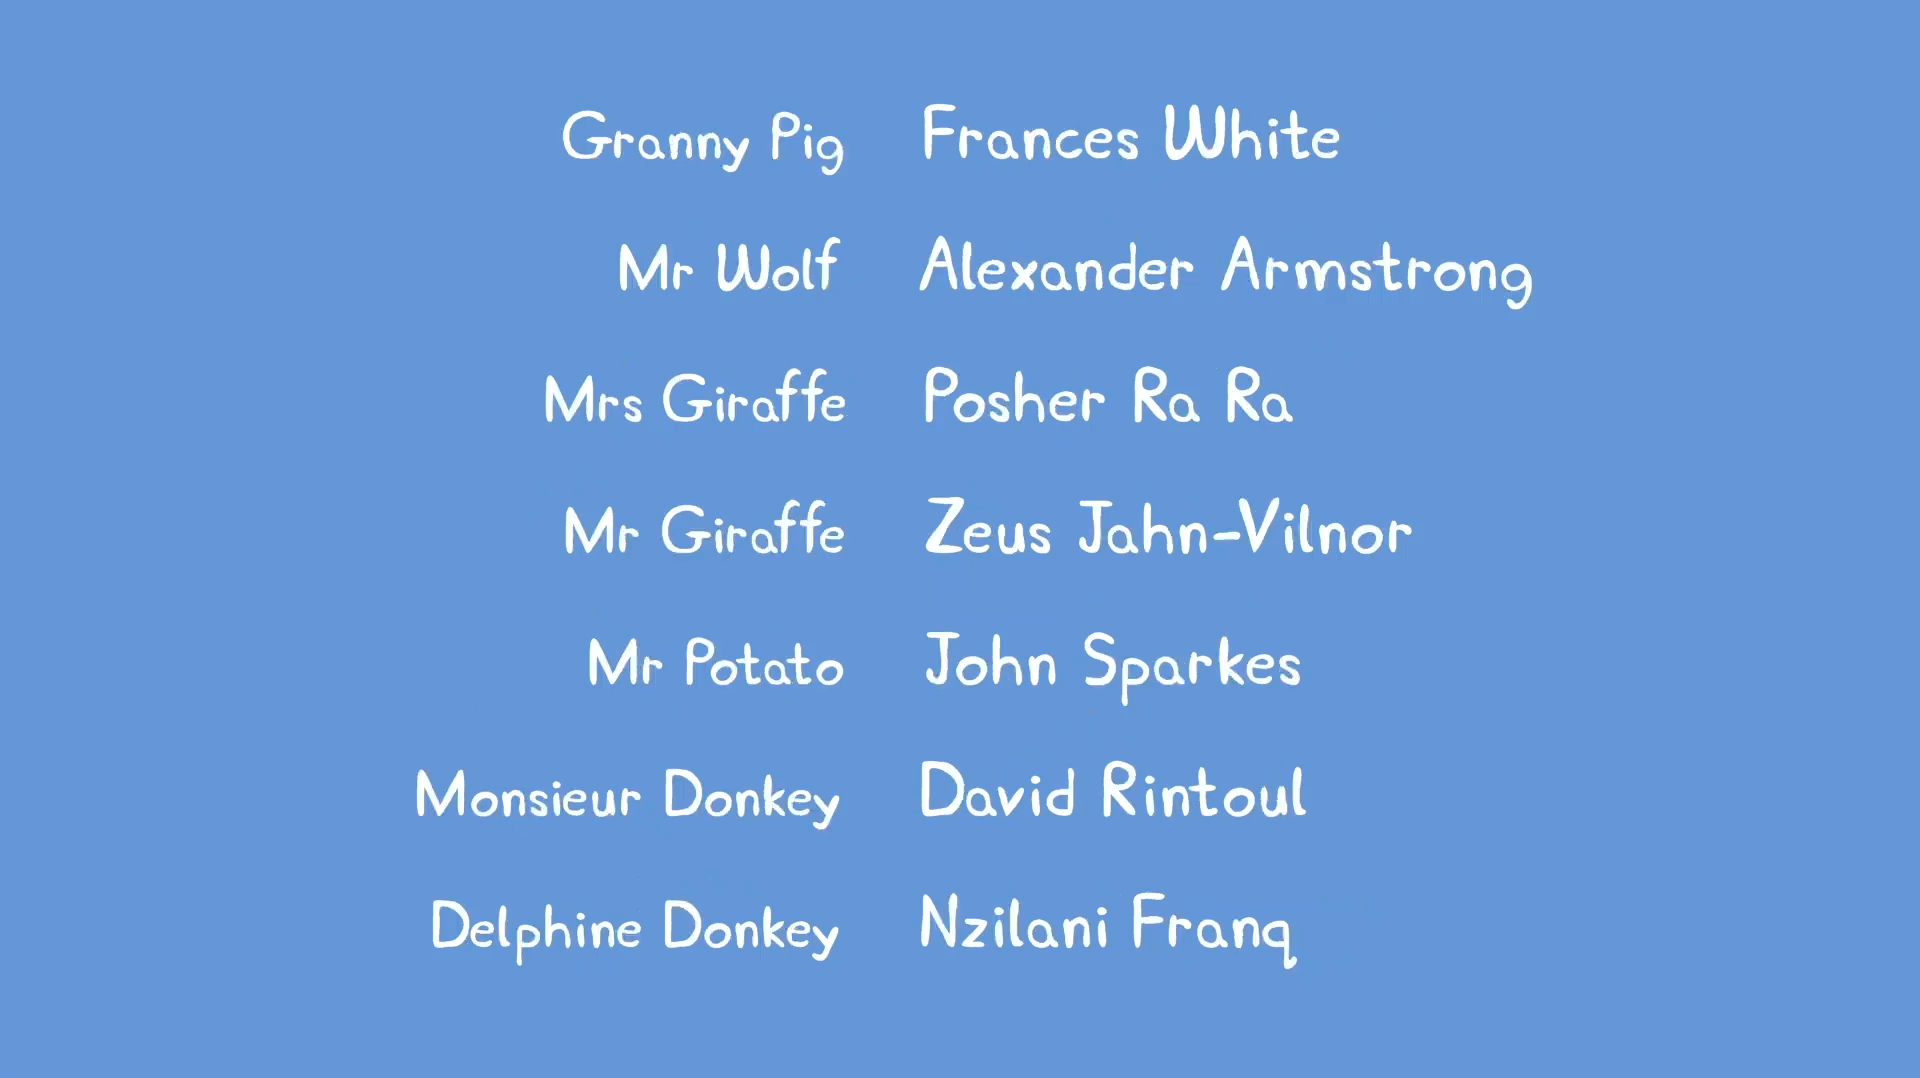 Granny Pig Frances White
Mr Wolf Alexander Armstrong
Mrs Giraffe Posher Ra Ra
Mr Giraffe Zeus Jahn-Vilnor
Mr Potato John Sparkes
Monsieur Donkey David Rintoul
Delphine Donkey Nzilani Franq